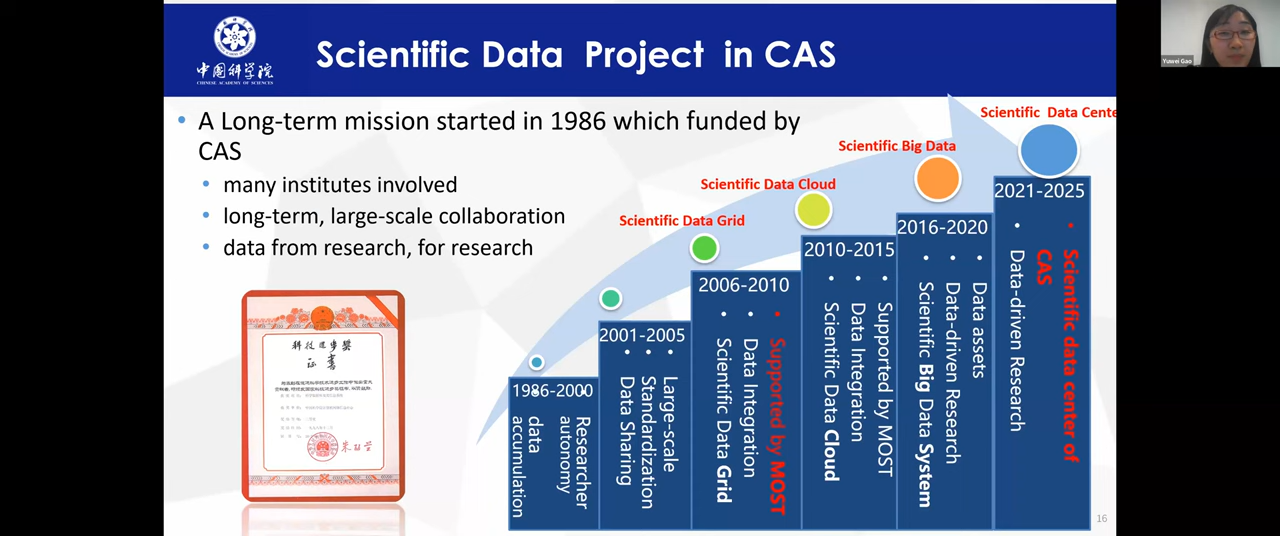 中国科学院
CHINESE ACADEMY OF SCIENCES
Scientific Data Project in CAS
Yuwei Gao
• A Long-term mission started in 1986 which funded by
CAS
• many institutes involved
• long-term, large-scale collaboration
• data from research, for research
科技进步奖
证书
1986-2000
Researcher
autonomy
data
accumulation
2001-2005
• Large-scale
• Standardization
Data Sharing
Scientific Data Grid
2006-2010
• Supported by MOST
• Data Integration
• Scientific Data Grid
Scientific Data Cloud
2010-2015
• Supported by MOST
• Data Integration
• Scientific Data Cloud
Scientific Big Data
2016-2020
• Data assets
• Data-driven Research
• Scientific Big Data System
Scientific Data Cente
2021-2025
• Scientific data center of
CAS
• Data-driven Research
16